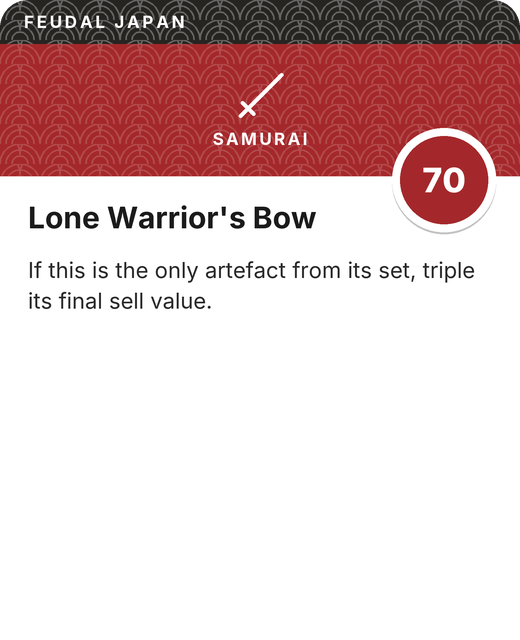 FEUDAL JAPAN
SAMURAI
70
Lone Warrior's Bow
If this is the only artefact from its set, triple
its final sell value.